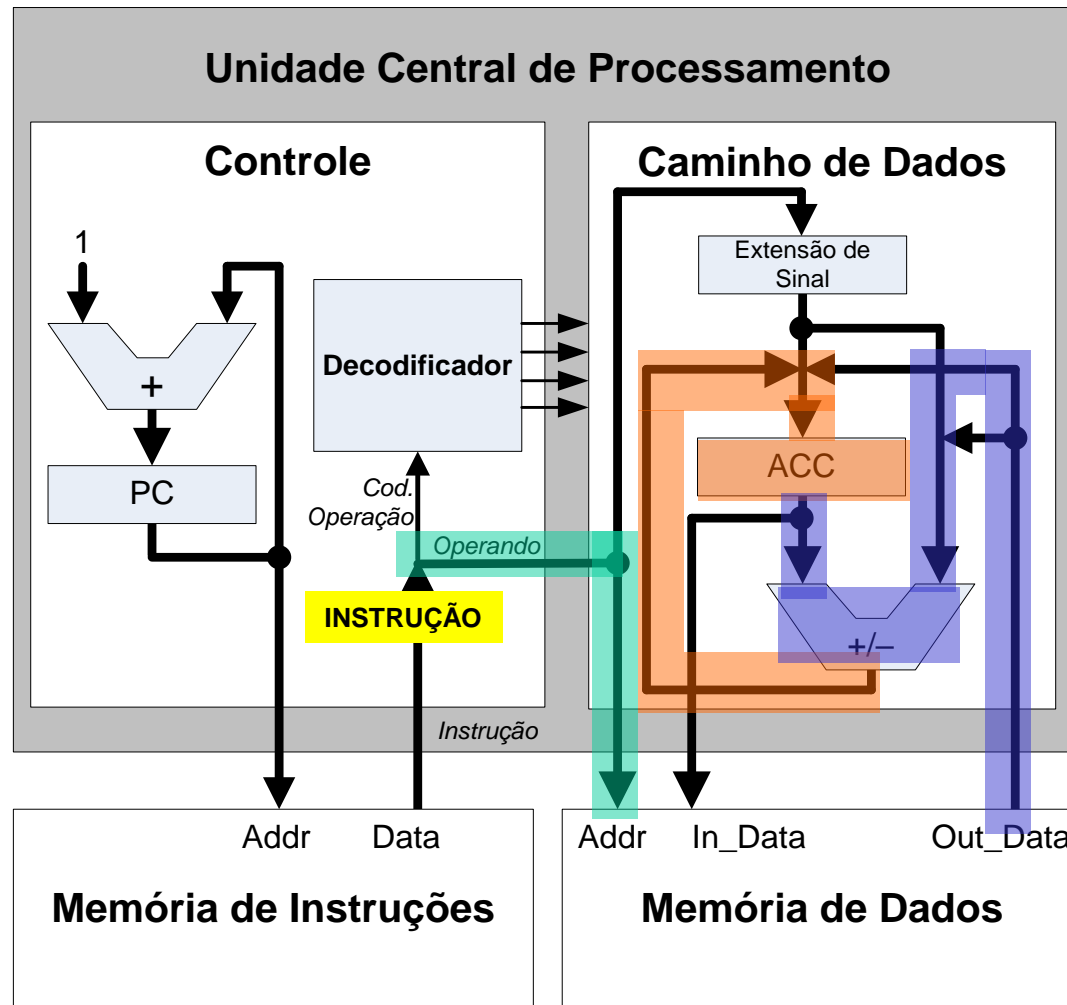 Unidade Central de Processamento
Controle
1
+
PC
Decodificador
Cod.
Operação
Operando
INSTRUÇÃO
Instrução
Caminho de Dados
Extensão de
Sinal
ACC
+/–
Addr
Data
Memória de Instruções
Addr
In_Data
Out_Data
Memória de Dados